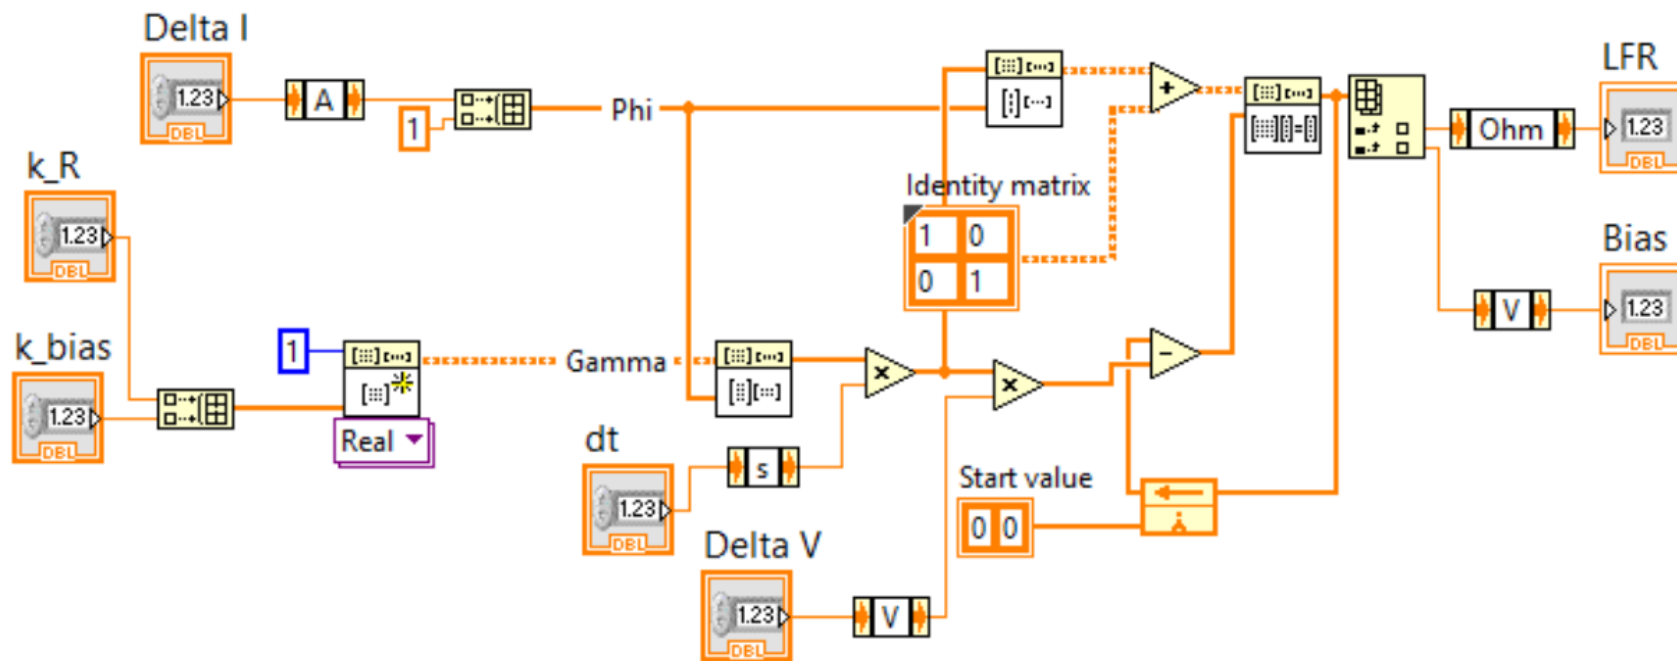 Delta I
1.23
DBL
A
1
Phi
LFR
1.23
DBL
Ohm
k_R
1.23
DBL
Identity matrix
1 0
0 1
Bias
1.23
DBL
V
k_bias
1.23
DBL
1
Real
Gamma
dt
1.23
DBL
s
Start value
0 0
Delta V
1.23
DBL
V